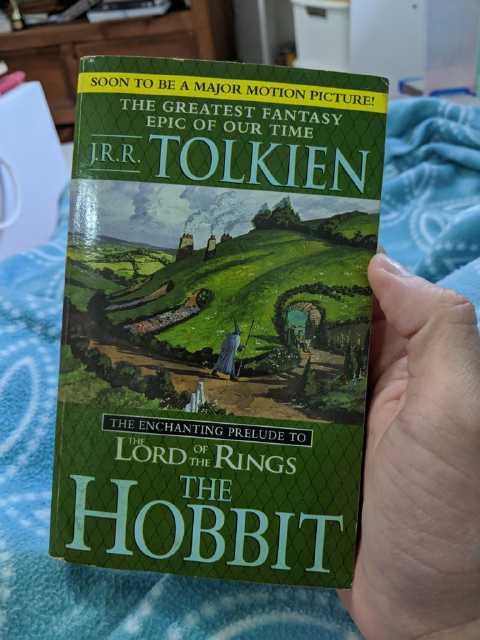 SOON TO BE A MAJOR MOTION PICTURE!
THE GREATEST FANTASY
EPIC OF OUR TIME
J.R.R. TOLKIEN
THE ENCHANTING PRELUDE TO
THE LORD OF THE RINGS
THE
HOBBIT